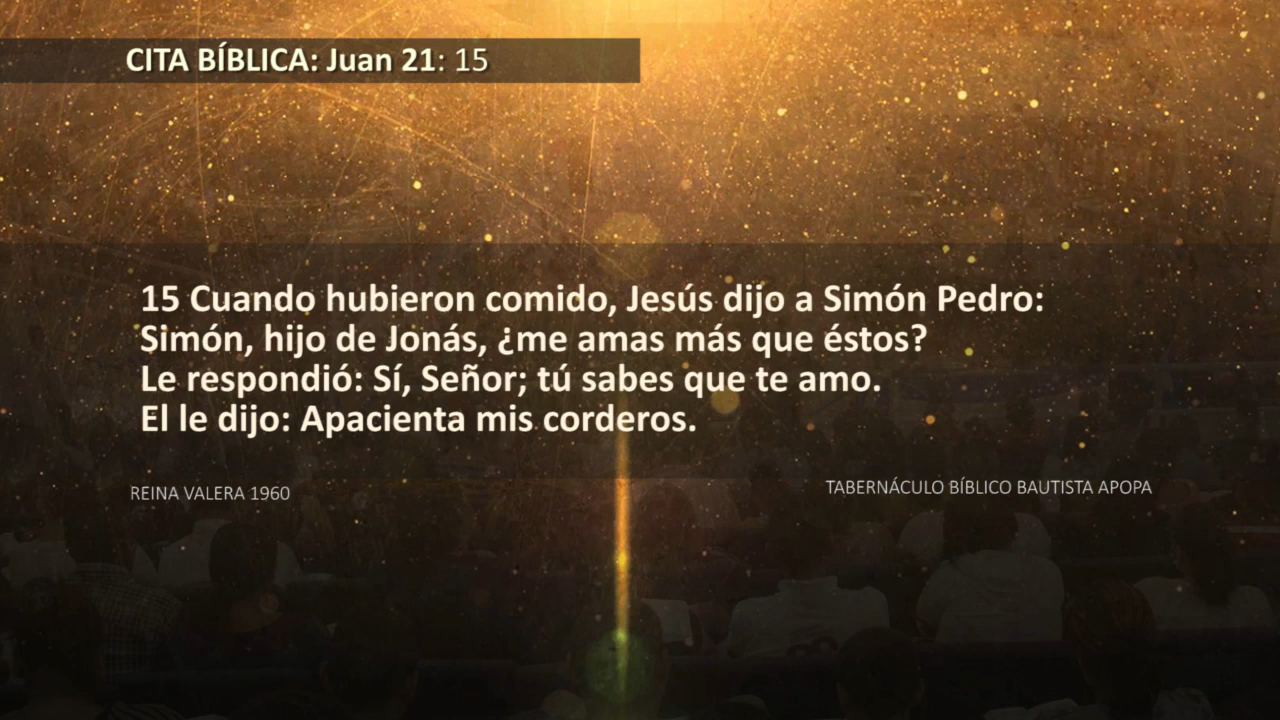 CITA BÍBLICA: Juan 21: 15
15 Cuando hubieron comido, Jesús dijo a Simón Pedro:
Simón, hijo de Jonás, ¿me amas más que éstos?
Le respondió: Sí, Señor; tú sabes que te amo.
El le dijo: Apacienta mis corderos.
REINA VALERA 1960
TABERNÁCULO BÍBLICO BAUTISTA APOPA